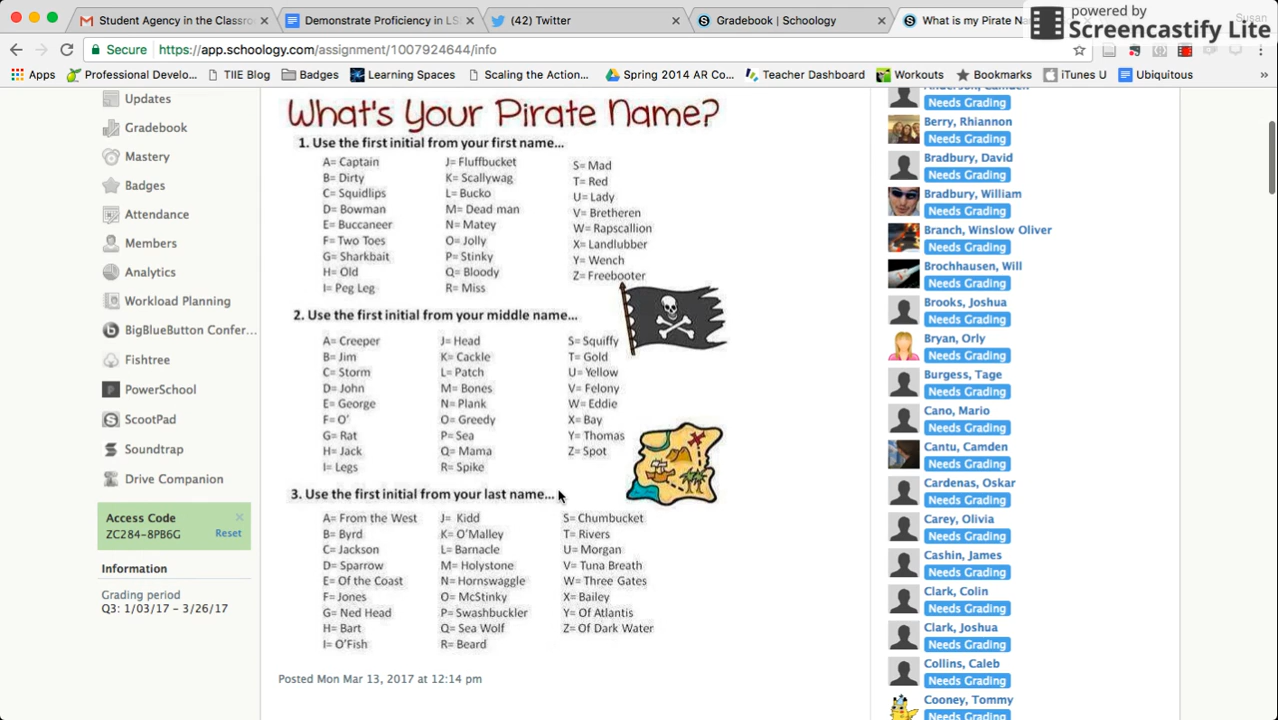 Student Agency in the Classro
Demonstrate Proficiency in LS
(42) Twitter
Gradebook | Schoology
What is my Pirate Na
Susan
powered by
Screencastify Lite
Secure
https://app.schoology.com/assignment/1007924644/info
Apps
Professional Develo...
TIIE Blog
Badges
Learning Spaces
Scaling the Action...
Spring 2014 AR Co...
Teacher Dashboard
Workouts
Bookmarks
iTunes U
Ubiquitous
»
Updates
Gradebook
Mastery
Badges
Attendance
Members
Analytics
Workload Planning
BigBlueButton Confer...
Fishtree
PowerSchool
ScootPad
Soundtrap
Drive Companion
Access Code
ZC284-8PB6G
Reset
Information
Grading period
Q3: 1/03/17 - 3/26/17
What's Your Pirate Name?
1. Use the first initial from your first name...
A= Captain
B= Dirty
C= Squidlips
D= Bowman
E= Buccaneer
F= Two Toes
G= Sharkbait
H= Old
I= Peg Leg
J= Fluffbucket
K= Scallywag
L= Bucko
M= Dead man
N= Matey
O= Jolly
P= Stinky
Q= Bloody
R= Miss
S= Mad
T= Red
U= Lady
V= Bretheren
W= Rapscallion
X= Landlubber
Y= Wench
Z= Freebooter
2. Use the first initial from your middle name...
A= Creeper
B= Jim
C= Storm
D= John
E= George
F= O'
G= Rat
H= Jack
I= Legs
J= Head
K= Cackle
L= Patch
M= Bones
N= Plank
O= Greedy
P= Sea
Q= Mama
R= Spike
S= Squiffy
T= Gold
U= Yellow
V= Felony
W= Eddie
X= Bay
Y= Thomas
Z= Spot
3. Use the first initial from your last name...
A= From the West
B= Byrd
C= Jackson
D= Sparrow
E= Of the Coast
F= Jones
G= Ned Head
H= Bart
I= O'Fish
J= Kidd
K= O'Malley
L= Barnacle
M= Holystone
N= Hornswaggle
O= McStinky
P= Swashbuckler
Q= Sea Wolf
R= Beard
S= Chumbucket
T= Rivers
U= Morgan
V= Tuna Breath
W= Three Gates
X= Bailey
Y= Of Atlantis
Z= Of Dark Water
Posted Mon Mar 13, 2017 at 12:14 pm
Anderson, Camden
Needs Grading
Berry, Rhiannon
Needs Grading
Bradbury, David
Needs Grading
Bradbury, William
Needs Grading
Branch, Winslow Oliver
Needs Grading
Brochhausen, Will
Needs Grading
Brooks, Joshua
Needs Grading
Bryan, Orly
Needs Grading
Burgess, Tage
Needs Grading
Cano, Mario
Needs Grading
Cantu, Camden
Needs Grading
Cardenas, Oskar
Needs Grading
Carey, Olivia
Needs Grading
Cashin, James
Needs Grading
Clark, Colin
Needs Grading
Clark, Joshua
Needs Grading
Collins, Caleb
Needs Grading
Cooney, Tommy
Needs Grading